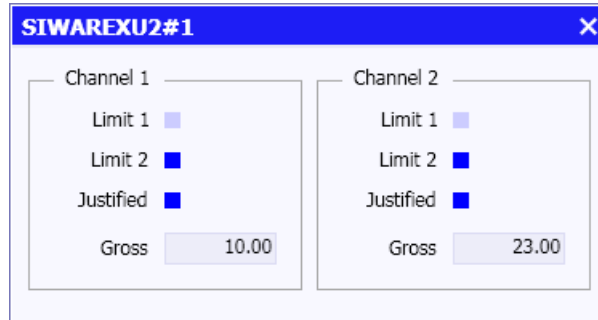 SIWAREXU2#1
Channel 1
Limit 1
Limit 2
Justified
Gross 10.00
Channel 2
Limit 1
Limit 2
Justified
Gross 23.00